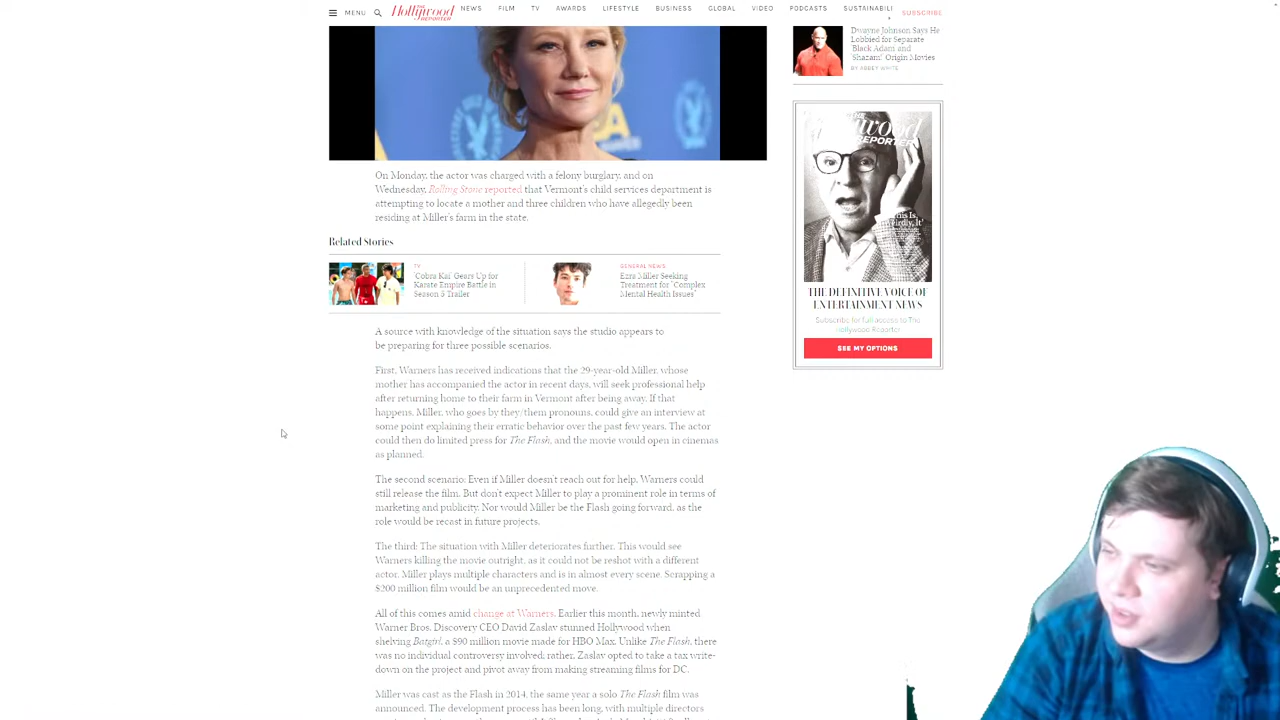 MENU
The
Hollywood
REPORTER
NEWS FILM TV AWARDS LIFESTYLE BUSINESS GLOBAL VIDEO PODCASTS SUSTAINABILI
SUBSCRIBE
Dwayne Johnson Says He
Lobbied for Separate
'Black Adam' and
'Shazam!' Origin Movies
BY ABBEY WHITE
On Monday, the actor was charged with a felony burglary, and on
Wednesday, Rolling Stone reported that Vermont's child services department is
attempting to locate a mother and three children who have allegedly been
residing at Miller's farm in the state.
Related Stories
TV
'Cobra Kai' Gears Up for
Karate Empire Battle in
Season 5 Trailer
GENERAL NEWS
Ezra Miller Seeking
Treatment for "Complex
Mental Health Issues"
A source with knowledge of the situation says the studio appears to
be preparing for three possible scenarios.
First, Warners has received indications that the 29-year-old Miller, whose
mother has accompanied the actor in recent days, will seek professional help
after returning home to their farm in Vermont after being away. If that
happens, Miller, who goes by they/them pronouns, could give an interview at
some point explaining their erratic behavior over the past few years. The actor
could then do limited press for The Flash, and the movie would open in cinemas
as planned.
The second scenario: Even if Miller doesn't reach out for help, Warners could
still release the film. But don't expect Miller to play a prominent role in terms of
marketing and publicity. Nor would Miller be the Flash going forward, as the
role would be recast in future projects.
The third: The situation with Miller deteriorates further. This would see
Warners killing the movie outright, as it could not be reshot with a different
actor. Miller plays multiple characters and is in almost every scene. Scrapping a
$200 million film would be an unprecedented move.
All of this comes amid change at Warners. Earlier this month, newly minted
Warner Bros. Discovery CEO David Zaslav stunned Hollywood when
shelving Batgirl, a $90 million movie made for HBO Max. Unlike The Flash, there
was no individual controversy involved; rather, Zaslav opted to take a tax write-
down on the project and pivot away from making streaming films for DC.
Miller was cast as the Flash in 2014, the same year a solo The Flash film was
announced. The development process has been long, with multiple directors
REPORTER
THE DEFINITIVE VOICE OF
ENTERTAINMENT NEWS
Subscribe for full access to The
Hollywood Reporter
SEE MY OPTIONS